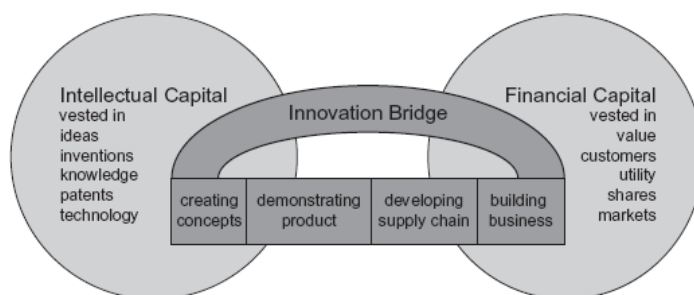 Intellectual Capital
vested in
ideas
inventions
knowledge
patents
technology
Innovation Bridge
Financial Capital
vested in
value
customers
utility
shares
markets
creating
concepts
demonstrating
product
developing
supply chain
building
business